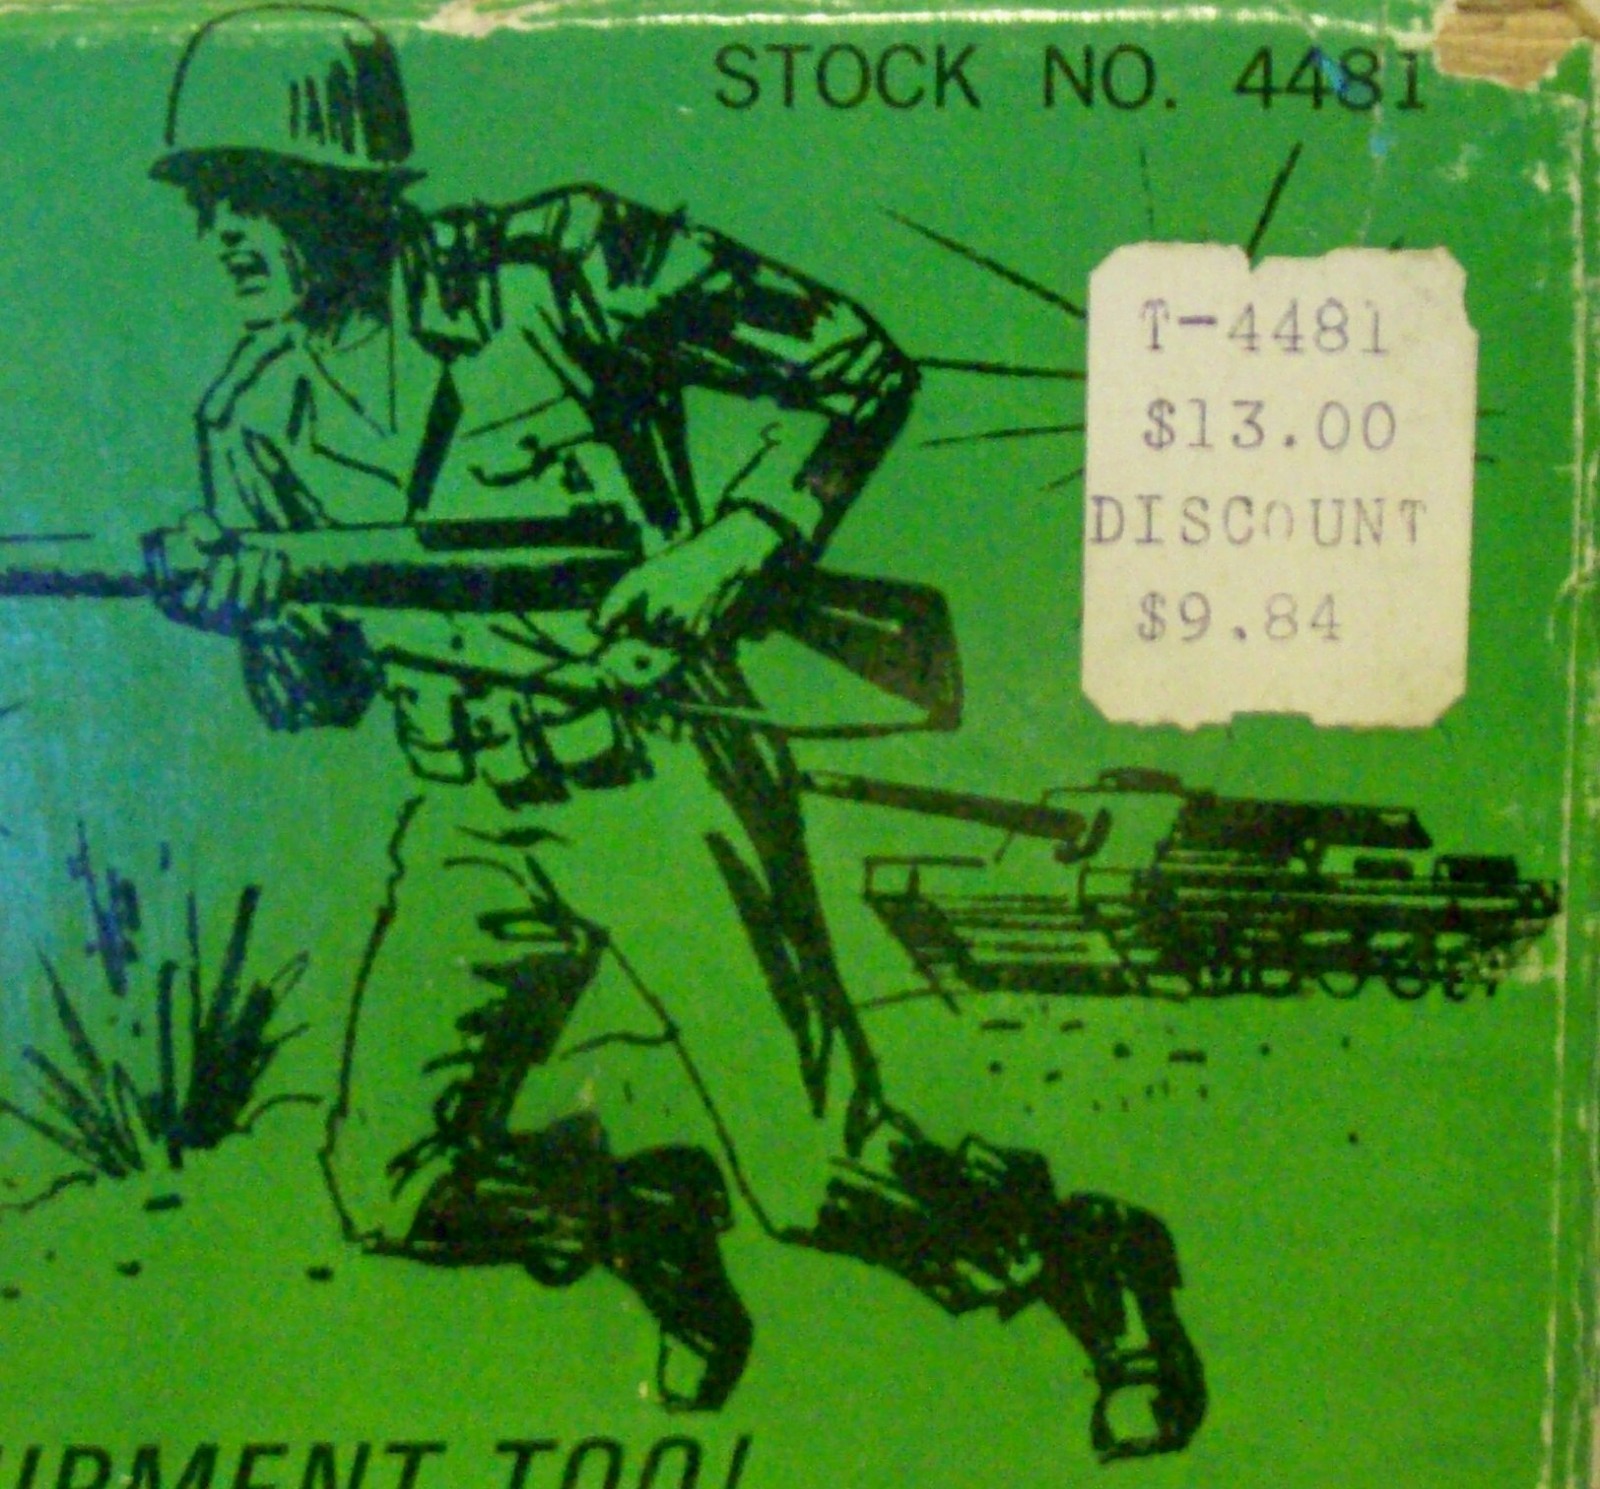 STOCK NO. 4481
T-4481
$13.00
DISCOUNT
$9.84